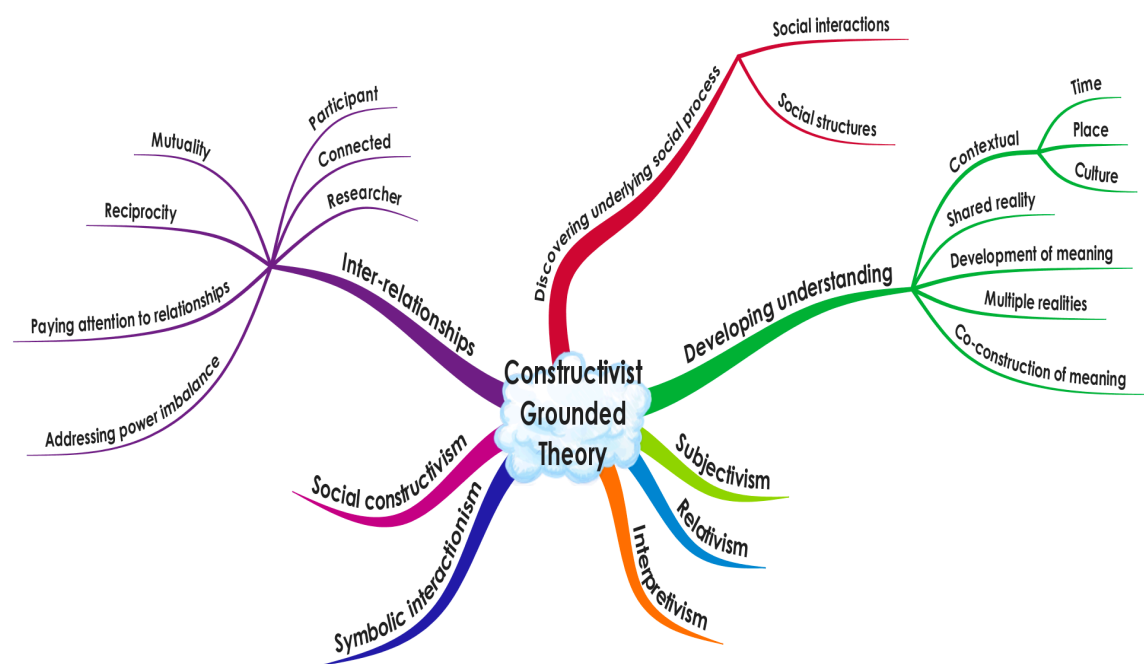 Social interactions
Social structures
Discovering underlying social process
Time
Place
Culture
Contextual
Shared reality
Development of meaning
Multiple realities
Co-construction of meaning
Developing understanding
Participant
Connected
Researcher
Mutuality
Reciprocity
Paying attention to relationships
Addressing power imbalance
Inter-relationships
Constructivist
Grounded
Theory
Social constructivism
Symbolic interactionism
Interpretivism
Relativism
Subjectivism